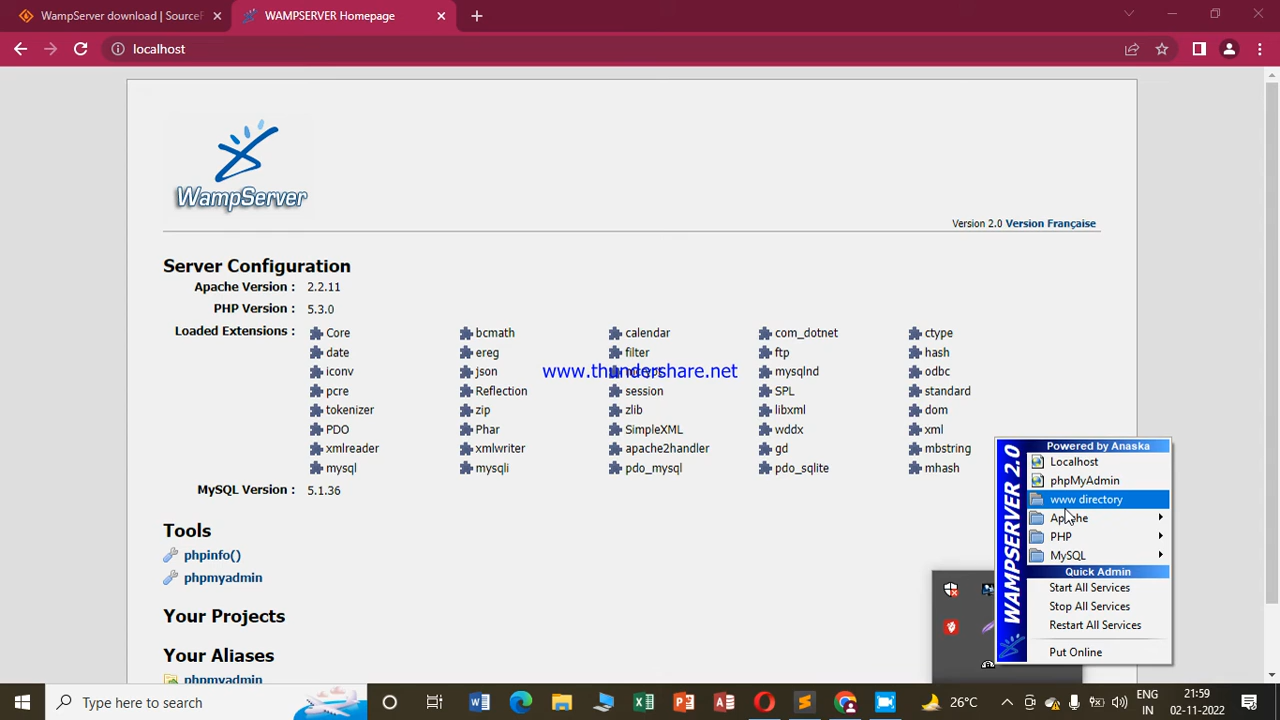 WampServer download | SourceF
WAMPSERVER Homepage
localhost
WampServer
Version 2.0 Version Française
Server Configuration
Apache Version : 2.2.11
PHP Version : 5.3.0
Loaded Extensions : Core bcmath calendar com_dotnet ctype
date ereg filter ftp hash
iconv json mysqlnd odbc
www.thundershare.net
pcre Reflection session SPL standard
tokenizer zip zlib libxml dom
PDO Phar SimpleXML wddx xml
xmlreader xmlwriter apache2handler gd mbstring
mysql mysqli pdo_mysql pdo_sqlite mhash
MySQL Version : 5.1.36
Tools
phpinfo()
phpmyadmin
Your Projects
Your Aliases
phpmyadmin
WAMPSERVER 2.0
Powered by Anaska
Localhost
phpMyAdmin
www directory
Apache
PHP
MySQL
Quick Admin
Start All Services
Stop All Services
Restart All Services
Put Online
Type here to search
26°C
ENG
IN
21:59
02-11-2022